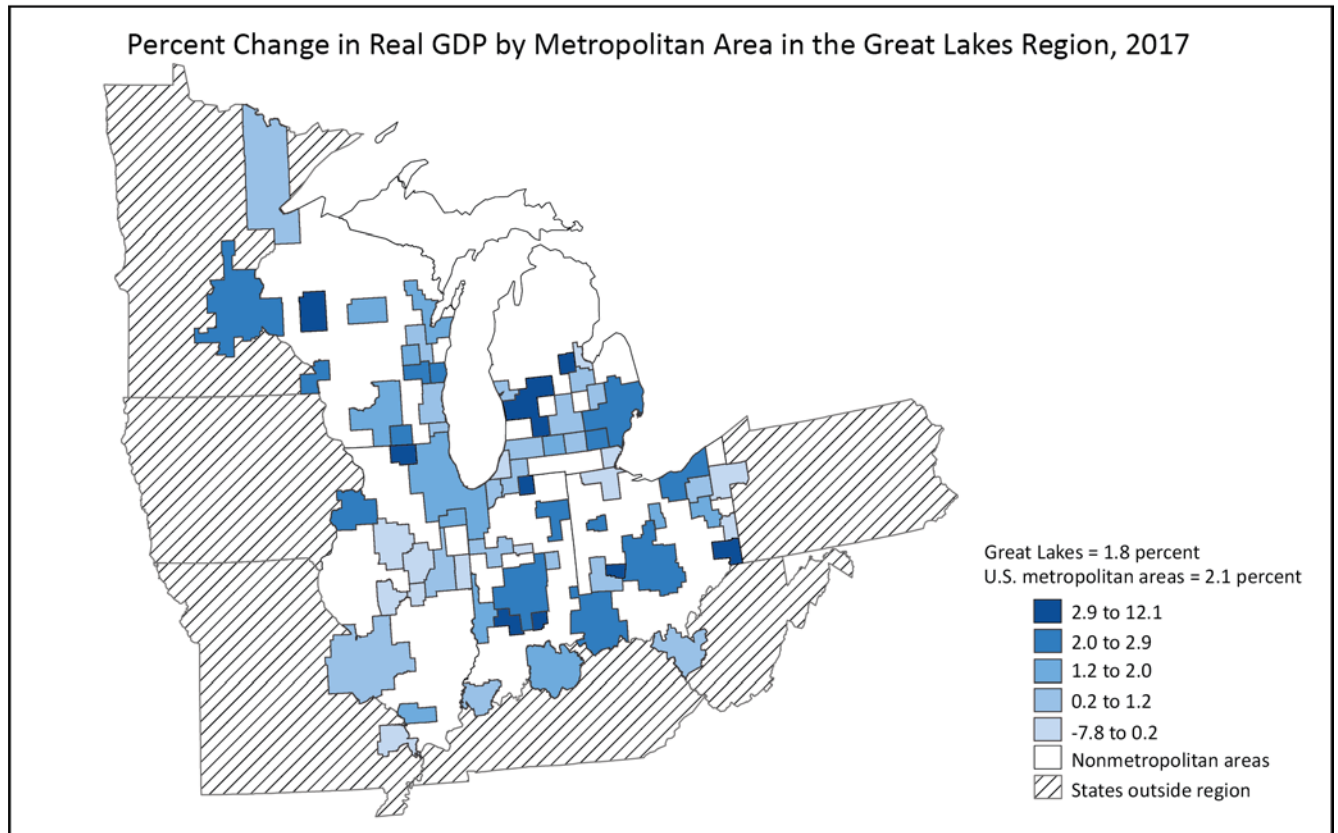 Percent Change in Real GDP by Metropolitan Area in the Great Lakes Region, 2017
Great Lakes = 1.8 percent
U.S. metropolitan areas = 2.1 percent
2.9 to 12.1
2.0 to 2.9
1.2 to 2.0
0.2 to 1.2
-7.8 to 0.2
Nonmetropolitan areas
States outside region